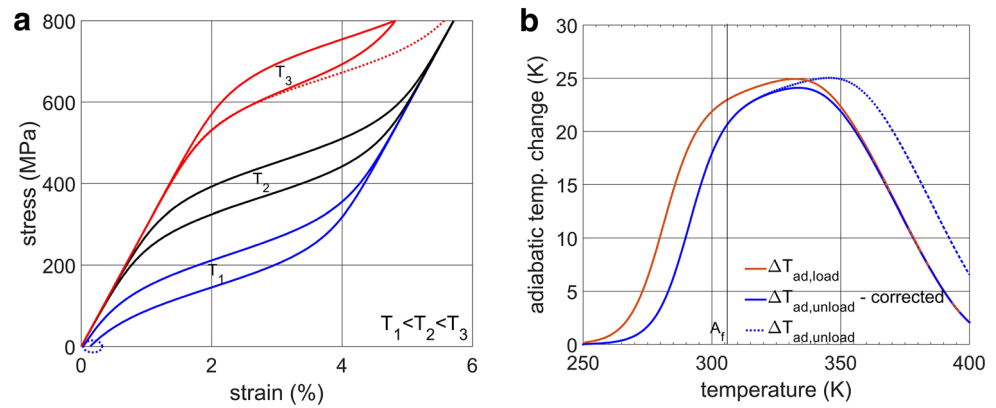 a
800
600
400
200
0
stress (MPa)
T3
T2
T1
T1<T2<T3
0 2 4 6
strain (%)
b
30
25
20
15
10
5
0
adiabatic temp. change (K)
ΔTad,load
ΔTad,unload - corrected
ΔTad,unload
Af
250 300 350 400
temperature (K)